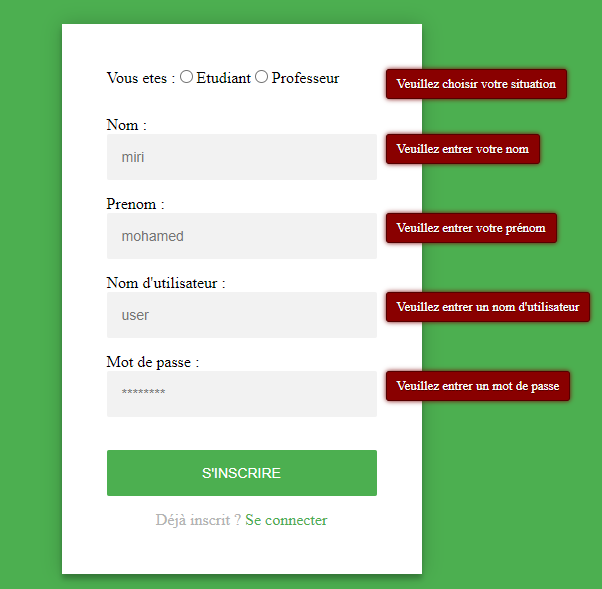 Vous etes : Etudiant Professeur
Veuillez choisir votre situation
Nom :
miri
Veuillez entrer votre nom
Prenom :
mohamed
Veuillez entrer votre prénom
Nom d'utilisateur :
user
Veuillez entrer un nom d'utilisateur
Mot de passe :
********
Veuillez entrer un mot de passe
S'INSCRIRE
Déjà inscrit ? Se connecter